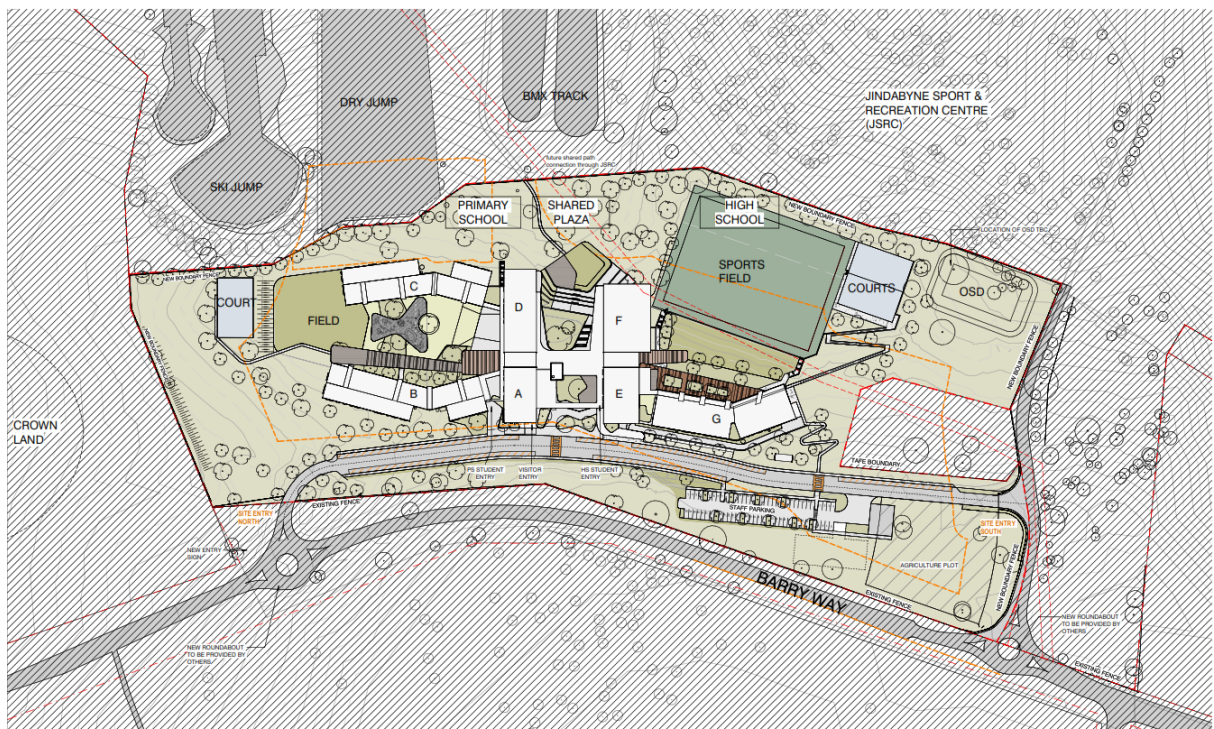 DRY JUMP
BMX TRACK
JINDABYNE SPORT &
RECREATION CENTRE
(JSRC)
future shared path
connection through JSRC
SKI JUMP
PRIMARY
SCHOOL
SHARED
PLAZA
HIGH
SCHOOL
NEW BOUNDARY FENCE
LOCATION OF OSD TBC
NEW BOUNDARY FENCE
COURT
C
FIELD
D
F
SPORTS
FIELD
COURTS
OSD
NEW BOUNDARY FENCE
B
A
E
G
CROWN
LAND
TAFE BOUNDARY
PS STUDENT
ENTRY
VISITOR
ENTRY
HS STUDENT
ENTRY
EXISTING FENCE
SITE ENTRY
NORTH
STAFF PARKING
SITE ENTRY
SOUTH
NEW ENTRY
SIGN
AGRICULTURE PLOT
NEW BOUNDARY FENCE
BARRY WAY
EXISTING FENCE
NEW ROUNDABOUT
TO BE PROVIDED BY
OTHERS
NEW ROUNDABOUT
TO BE PROVIDED BY
OTHERS
EXISTING FENCE